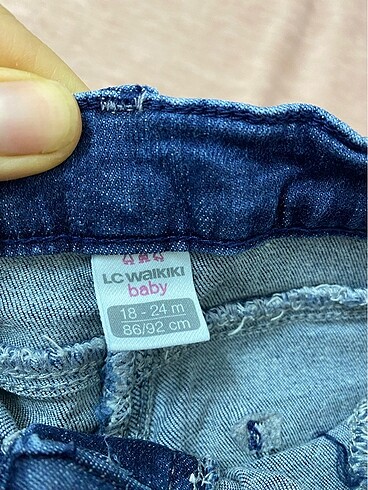 LC WAIKIKI
baby
18 - 24 m
86/92 cm